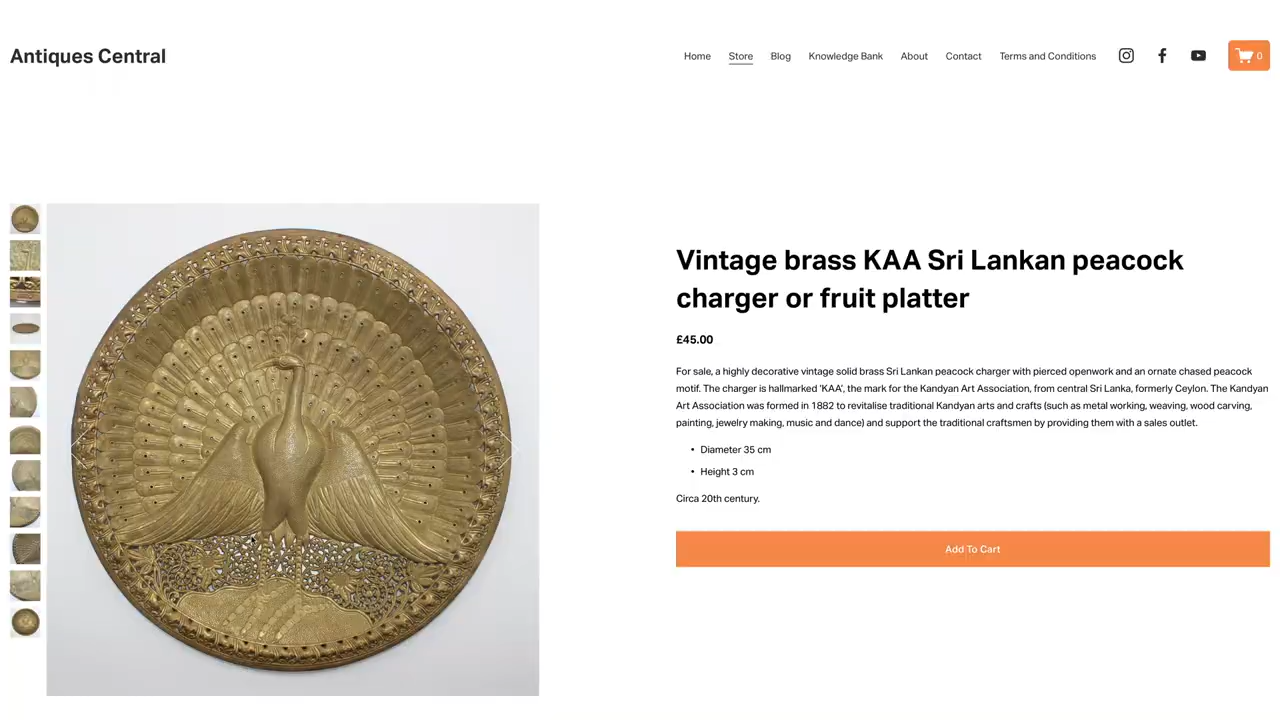 Antiques Central
Home Store Blog Knowledge Bank About Contact Terms and Conditions 0
Vintage brass KAA Sri Lankan peacock
charger or fruit platter
£45.00
For sale, a highly decorative vintage solid brass Sri Lankan peacock charger with pierced openwork and an ornate chased peacock
motif. The charger is hallmarked 'KAA', the mark for the Kandyan Art Association, from central Sri Lanka, formerly Ceylon. The Kandyan
Art Association was formed in 1882 to revitalise traditional Kandyan arts and crafts (such as metal working, weaving, wood carving,
painting, jewelry making, music and dance) and support the traditional craftsmen by providing them with a sales outlet.
• Diameter 35 cm
• Height 3 cm
Circa 20th century.
Add To Cart